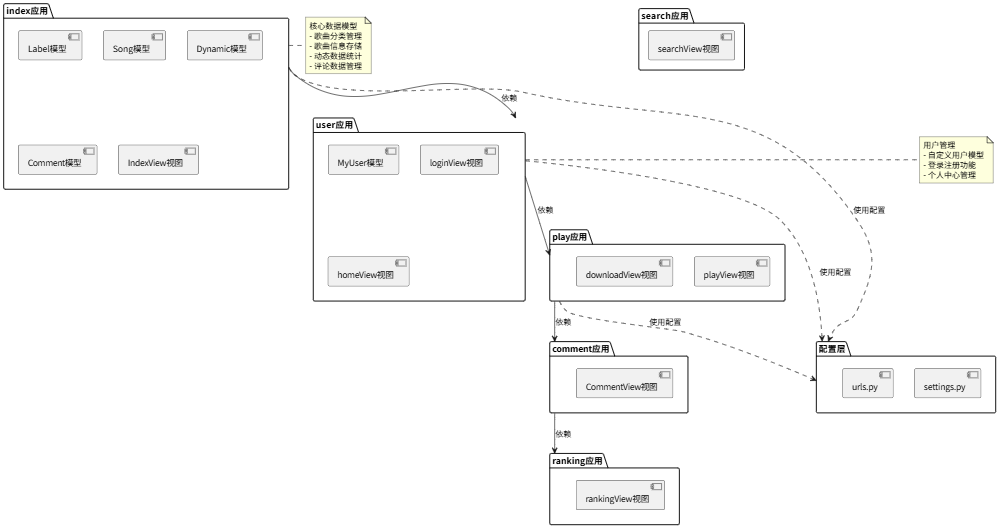 index应用
Label模型
Song模型
Dynamic模型
Comment模型
IndexView视图
核心数据模型
- 歌曲分类管理
- 歌曲信息存储
- 动态数据统计
- 评论数据管理
search应用
searchView视图
依赖
user应用
MyUser模型
loginView视图
homeView视图
用户管理
- 自定义用户模型
- 登录注册功能
- 个人中心管理
依赖
使用配置
play应用
downloadView视图
playView视图
使用配置
依赖
使用配置
comment应用
CommentView视图
配置层
urls.py
settings.py
依赖
ranking应用
rankingView视图